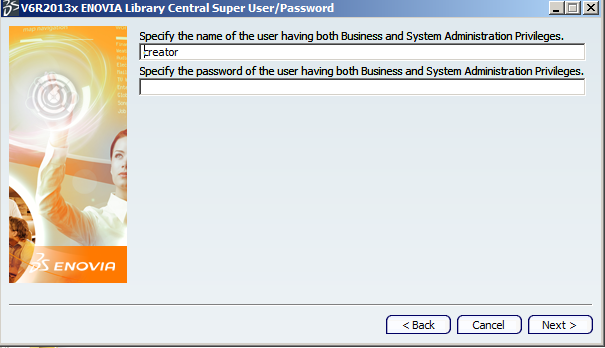 V6R2013x ENOVIA Library Central Super User/Password
Specify the name of the user having both Business and System Administration Privileges.
creator
Specify the password of the user having both Business and System Administration Privileges.
ENOVIA
< Back
Cancel
Next >